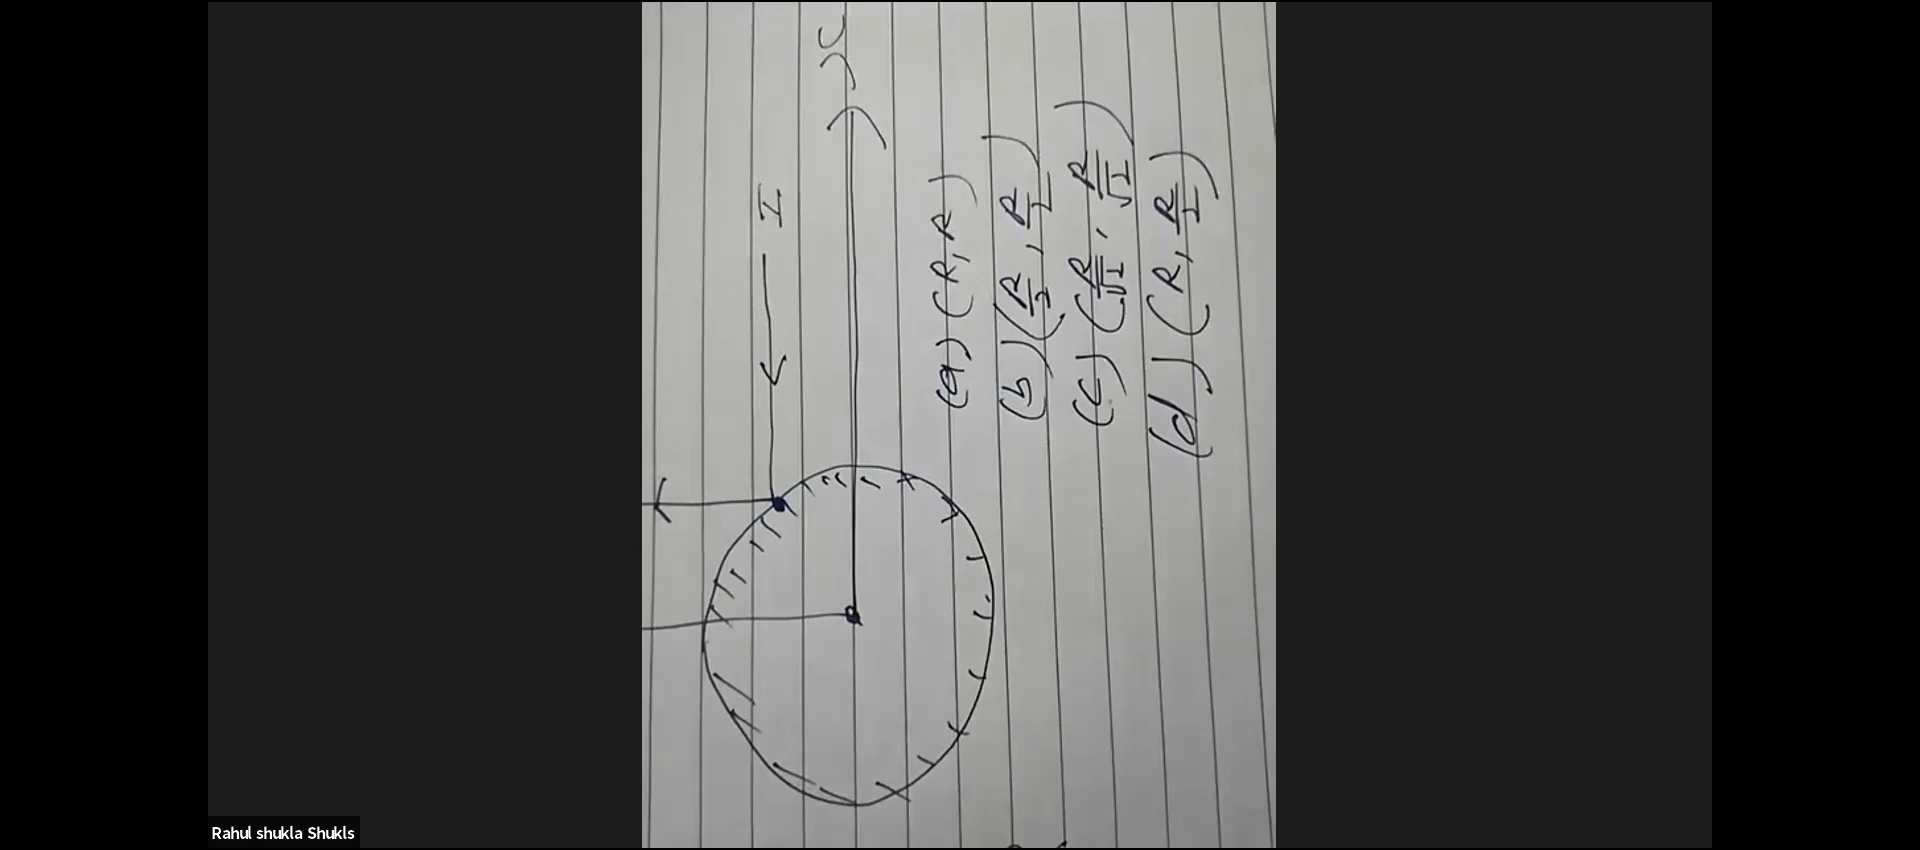 I
x
(a) (R, R)
(b) (R/2, R/2)
(c) (R/√2, R/√2)
(d) (R, R/2)
Rahul shukla Shukls